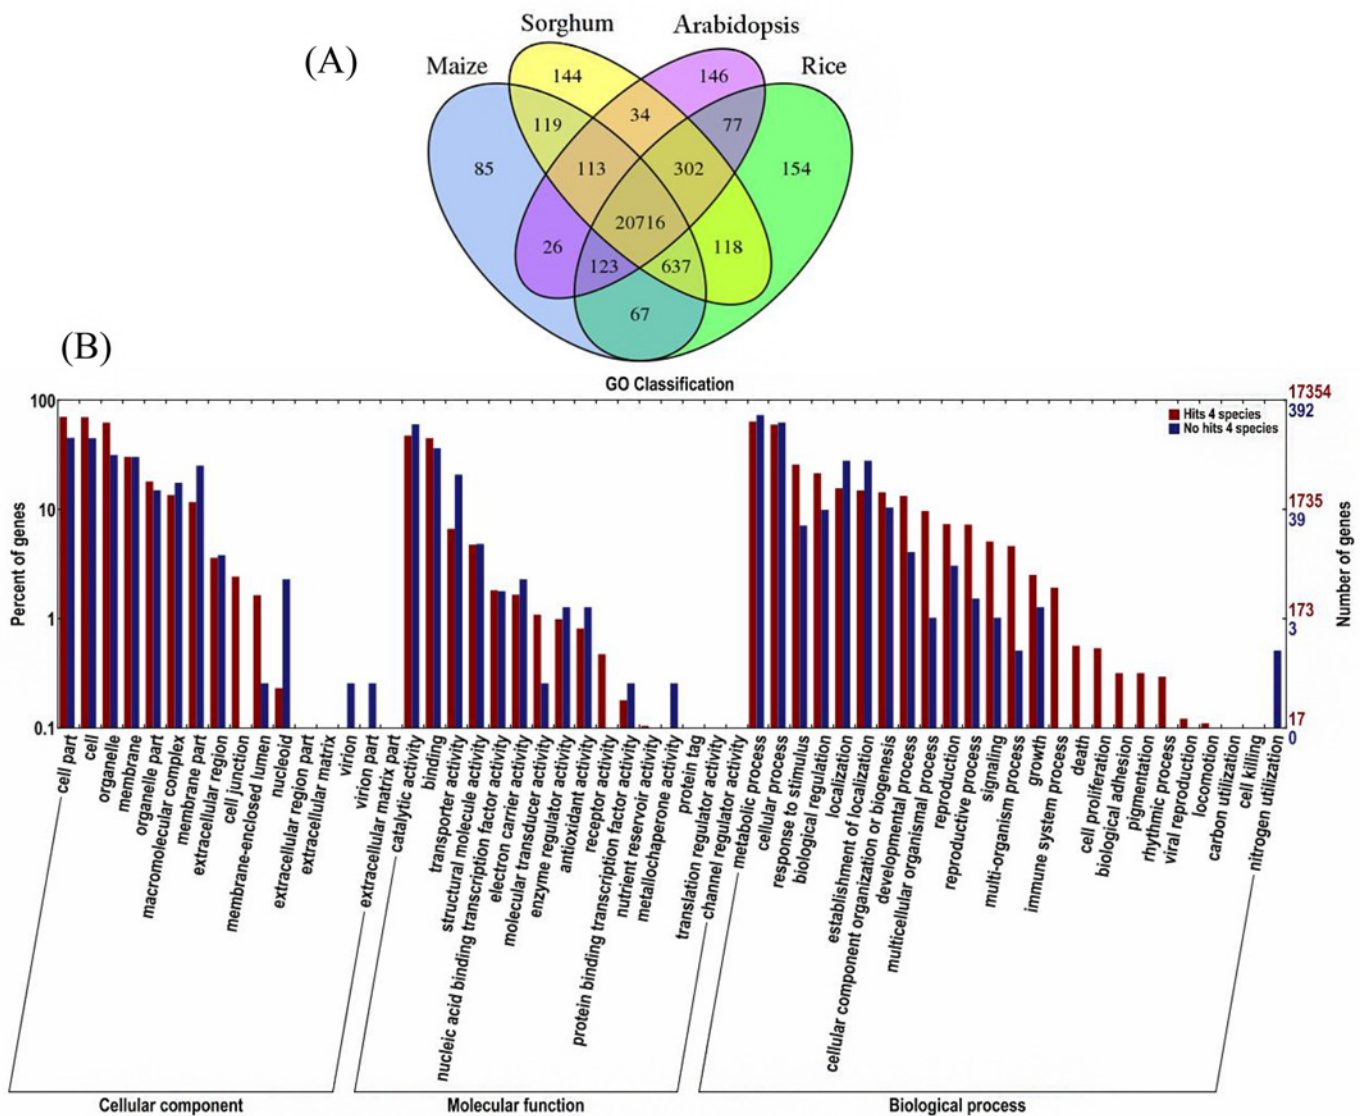 (A)
Sorghum
Arabidopsis
Maize
Rice
144
146
119
34
77
85
113
302
154
20716
26
118
123
637
67
(B)
GO Classification
Percent of genes
100
10
1
0.1
17354
392
1735
39
173
3
17
0
Number of genes
Hits 4 species
No hits 4 species
cell part
cell
organelle
membrane
organelle part
macromolecular complex
membrane part
extracellular region
cell junction
membrane-enclosed lumen
nucleoid
extracellular region part
extracellular matrix
virion
virion part
extracellular matrix part
catalytic activity
binding
transporter activity
structural molecule activity
nucleic acid binding transcription factor activity
electron carrier activity
molecular transducer activity
enzyme regulator activity
antioxidant activity
receptor activity
protein binding transcription factor activity
nutrient reservoir activity
metallochaperone activity
protein tag
translation regulator activity
channel regulator activity
metabolic process
cellular process
response to stimulus
biological regulation
localization
establishment of localization
cellular component organization or biogenesis
developmental process
multicellular organismal process
reproduction
reproductive process
signaling
multi-organism process
growth
immune system process
death
cell proliferation
biological adhesion
pigmentation
rhythmic process
viral reproduction
locomotion
carbon utilization
cell killing
nitrogen utilization
Cellular component
Molecular function
Biological process